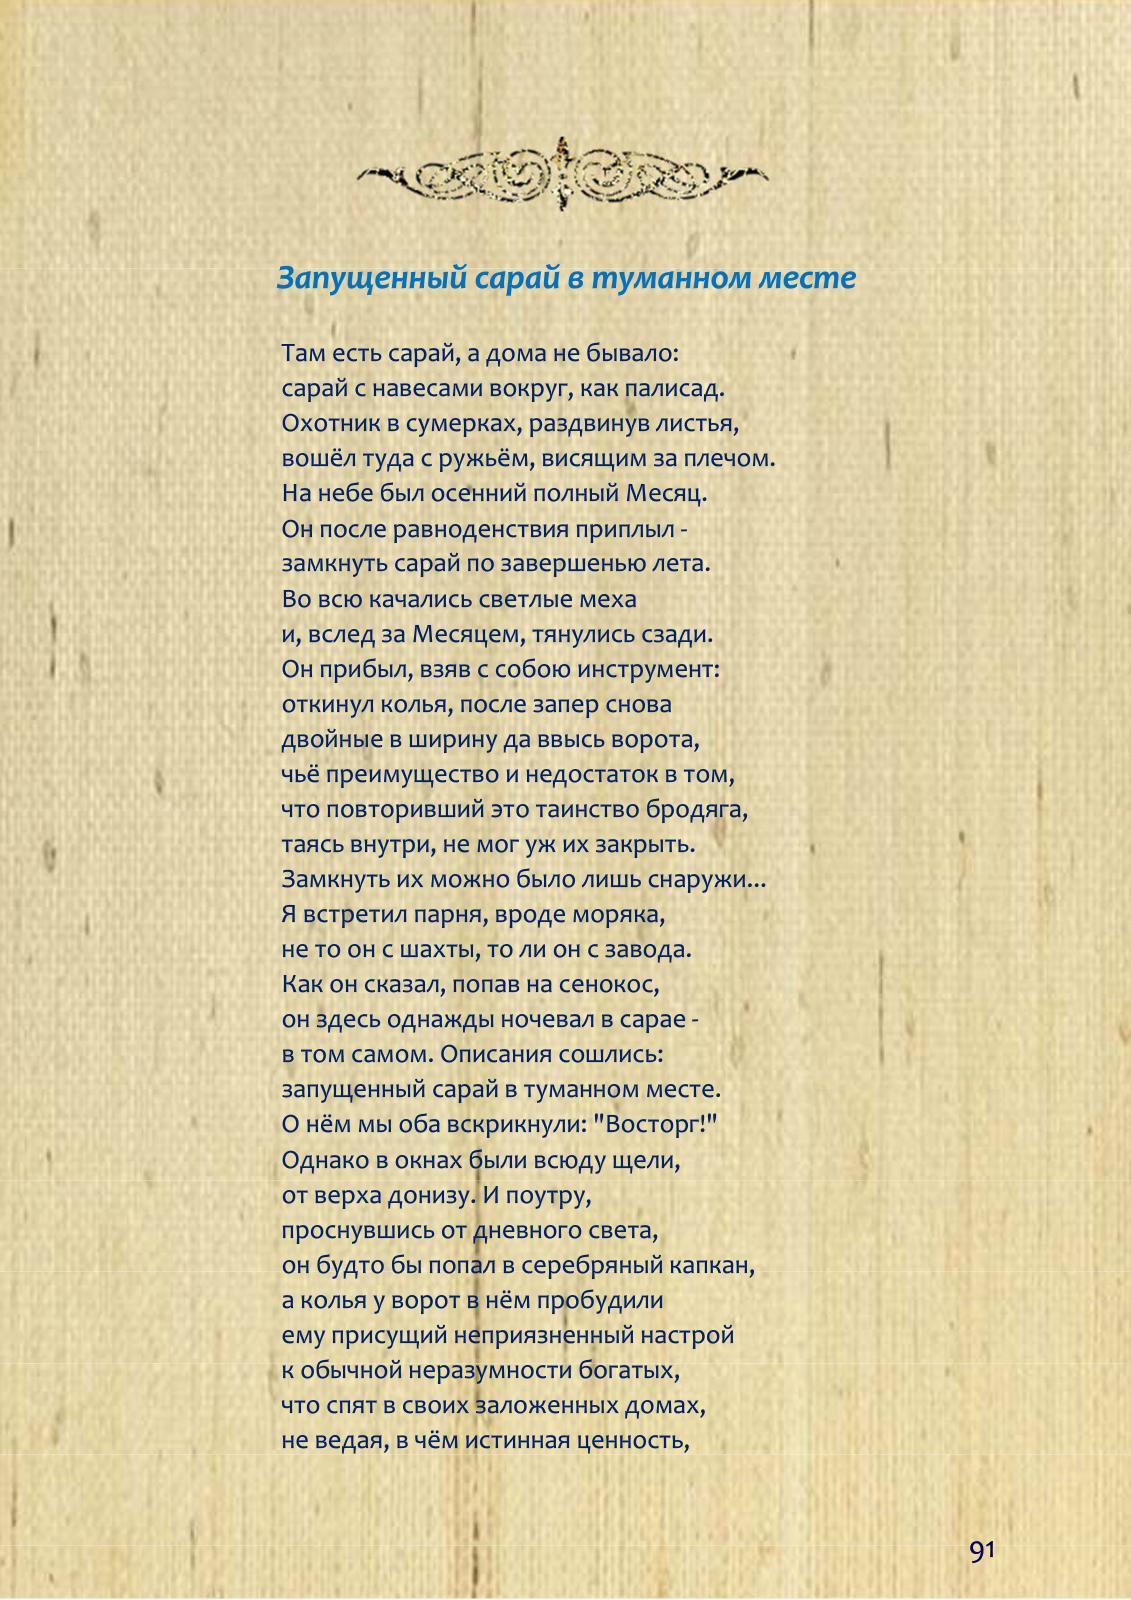 Запущенный сарай в туманном месте
Там есть сарай, а дома не бывало:
сарай с навесами вокруг, как палисад.
Охотник в сумерках, раздвинув листья,
вошёл туда с ружьём, висящим за плечом.
На небе был осенний полный Месяц.
Он после равноденствия приплыл -
замкнуть сарай по завершенью лета.
Во всю качались светлые меха
и, вслед за Месяцем, тянулись сзади.
Он прибыл, взяв с собою инструмент:
откинул колья, после запер снова
двойные в ширину да ввысь ворота,
чьё преимущество и недостаток в том,
что повторивший это таинство бродяга,
таясь внутри, не мог уж их закрыть.
Замкнуть их можно было лишь снаружи...
Я встретил парня, вроде моряка,
не то он с шахты, то ли он с завода.
Как он сказал, попав на сенокос,
он здесь однажды ночевал в сарае -
в том самом. Описания сошлись:
запущенный сарай в туманном месте.
О нём мы оба вскрикнули: "Восторг!"
Однако в окнах были всюду щели,
от верха донизу. И поутру,
проснувшись от дневного света,
он будто бы попал в серебряный капкан,
а колья у ворот в нём пробудили
ему присущий неприязненный настрой
к обычной неразумности богатых,
что спят в своих заложенных домах,
не ведая, в чём истинная ценность,
91